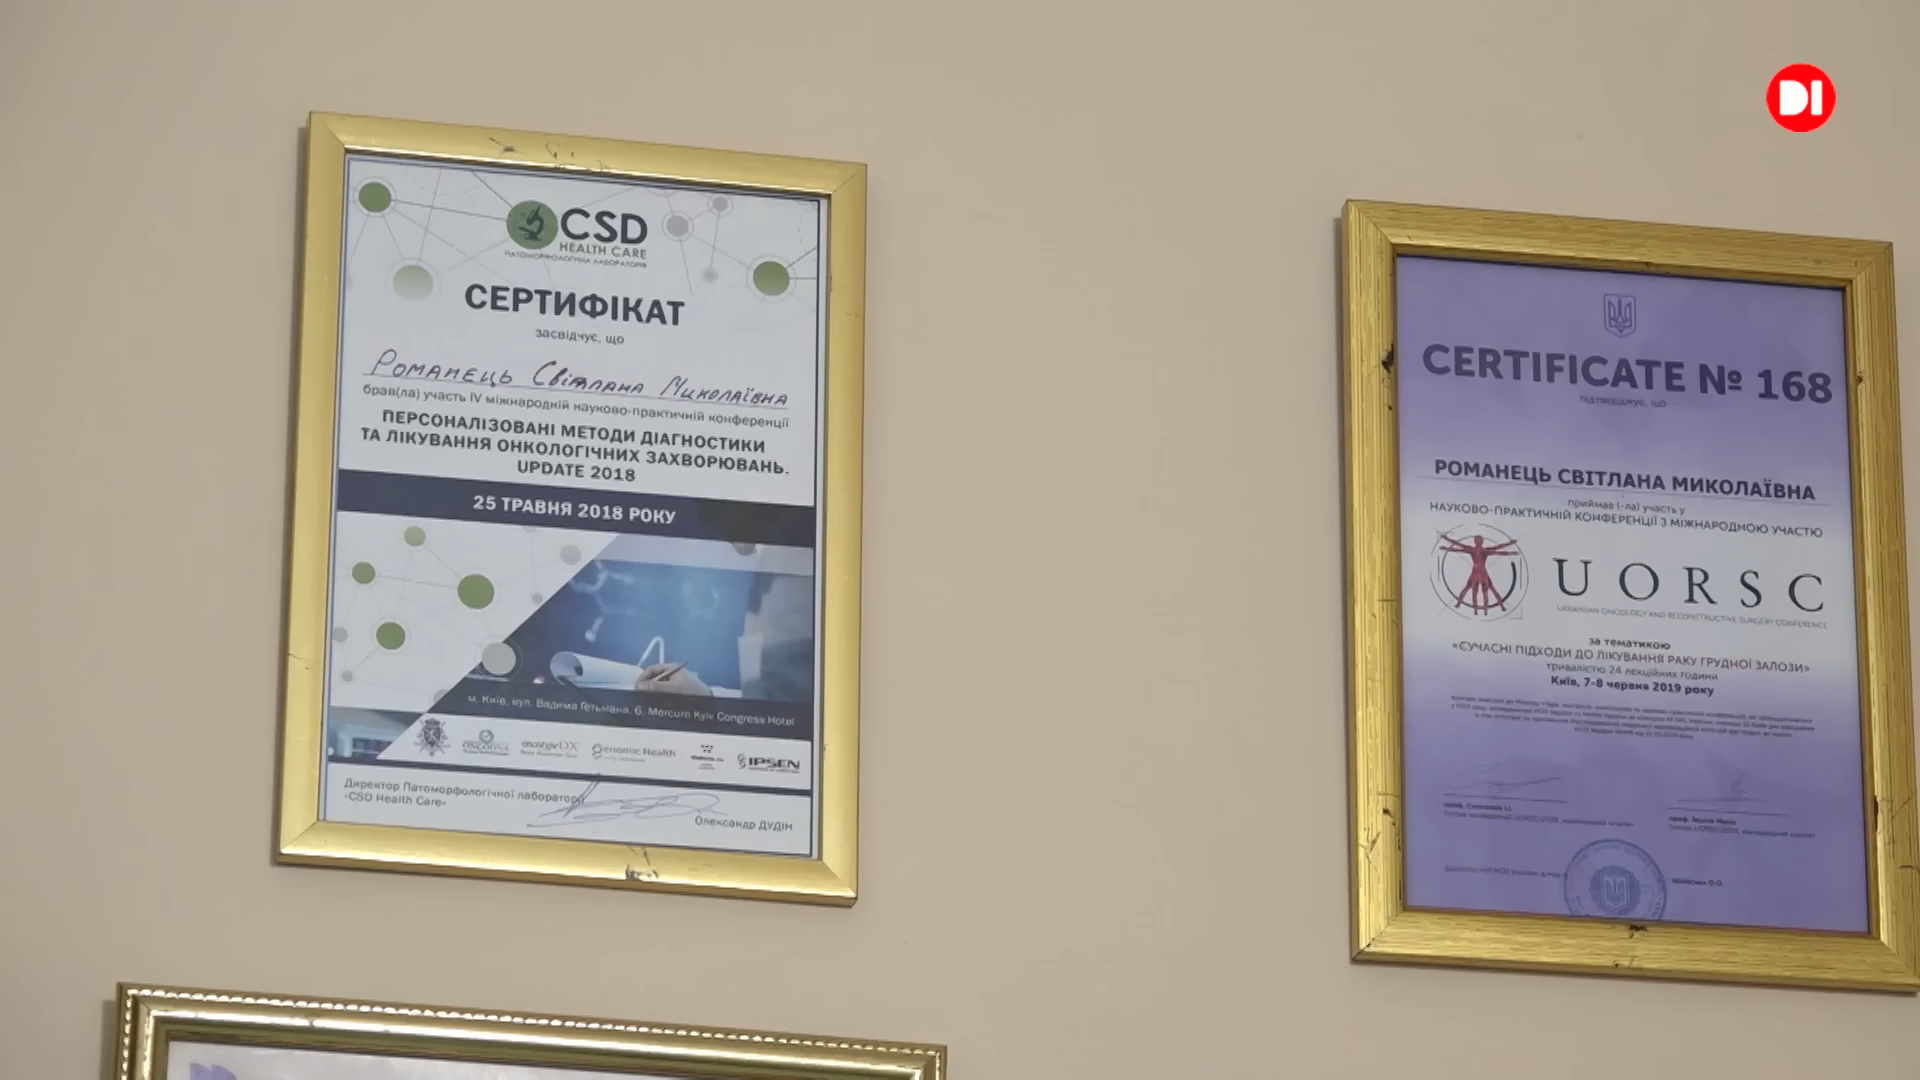 DI
CSD
HEALTH CARE
ПАТОМОРФОЛОГІЧНА ЛАБОРАТОРІЯ
СЕРТИФІКАТ
засвідчує, що
Романець Світлана Миколаївна
брав(ла) участь IV міжнародній науково-практичній конференції
ПЕРСОНАЛІЗОВАНІ МЕТОДИ ДІАГНОСТИКИ
ТА ЛІКУВАННЯ ОНКОЛОГІЧНИХ ЗАХВОРЮВАНЬ.
UPDATE 2018
25 ТРАВНЯ 2018 РОКУ
м. Київ, вул. Вадима Гетьмана, 6, Mercure Kyiv Congress Hotel
oncotype DX
Genomic Health
IPSEN
Директор Патоморфологічної лабораторії
«CSD Health Care»
Олександр ДУДІН
CERTIFICATE № 168
підтверджує, що
РОМАНЕЦЬ СВІТЛАНА МИКОЛАЇВНА
приймав (-ла) участь у
НАУКОВО-ПРАКТИЧНІЙ КОНФЕРЕНЦІЇ З МІЖНАРОДНОЮ УЧАСТЮ
UORSC
UKRAINIAN ONCOLOGY AND RECONSTRUCTIVE SURGERY CONFERENCE
за тематикою
«СУЧАСНІ ПІДХОДИ ДО ЛІКУВАННЯ РАКУ ГРУДНОЇ ЗАЛОЗИ»
тривалістю 24 лекційних години
Київ, 7-8 червня 2019 року